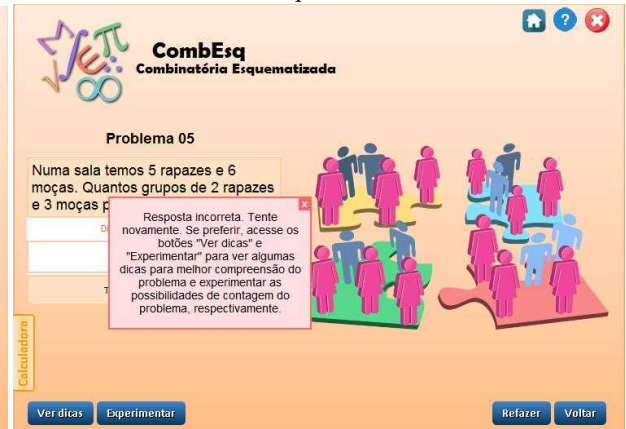 CombEsq
Combinatória Esquematizada
Problema 05
Numa sala temos 5 rapazes e 6
moças. Quantos grupos de 2 rapazes
e 3 moças
Resposta incorreta. Tente
novamente. Se preferir, acesse os
botões "Ver dicas" e
"Experimentar" para ver algumas
dicas para melhor compreensão do
problema e experimentar as
possibilidades de contagem do
problema, respectivamente.
Calculadora
Ver dicas
Experimentar
Refazer
Voltar